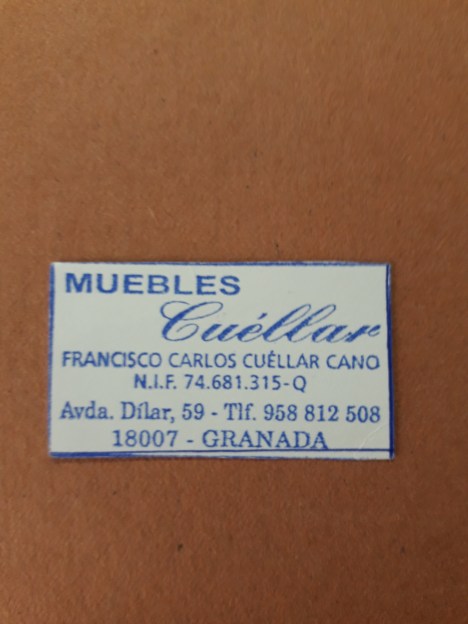 MUEBLES
Cuéllar
FRANCISCO CARLOS CUÉLLAR CANO
N.I.F. 74.681.315-Q
Avda. Dílar, 59 - Tlf. 958 812 508
18007 - GRANADA